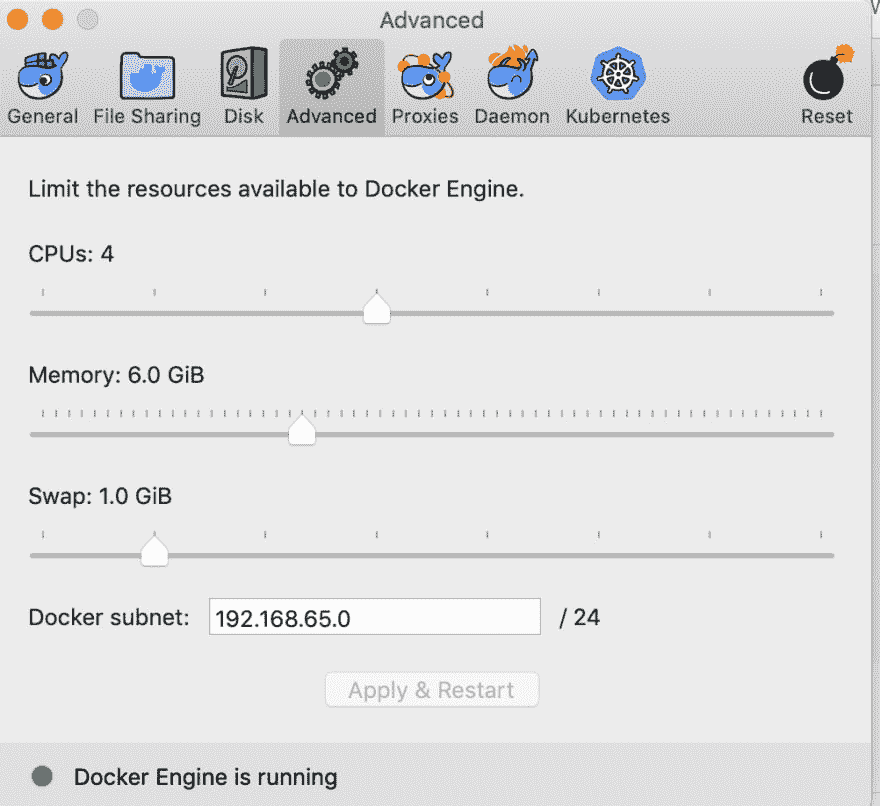 Advanced
General File Sharing Disk Advanced Proxies Daemon Kubernetes Reset
Limit the resources available to Docker Engine.
CPUs: 4
Memory: 6.0 GiB
Swap: 1.0 GiB
Docker subnet: 192.168.65.0 / 24
Apply & Restart
Docker Engine is running